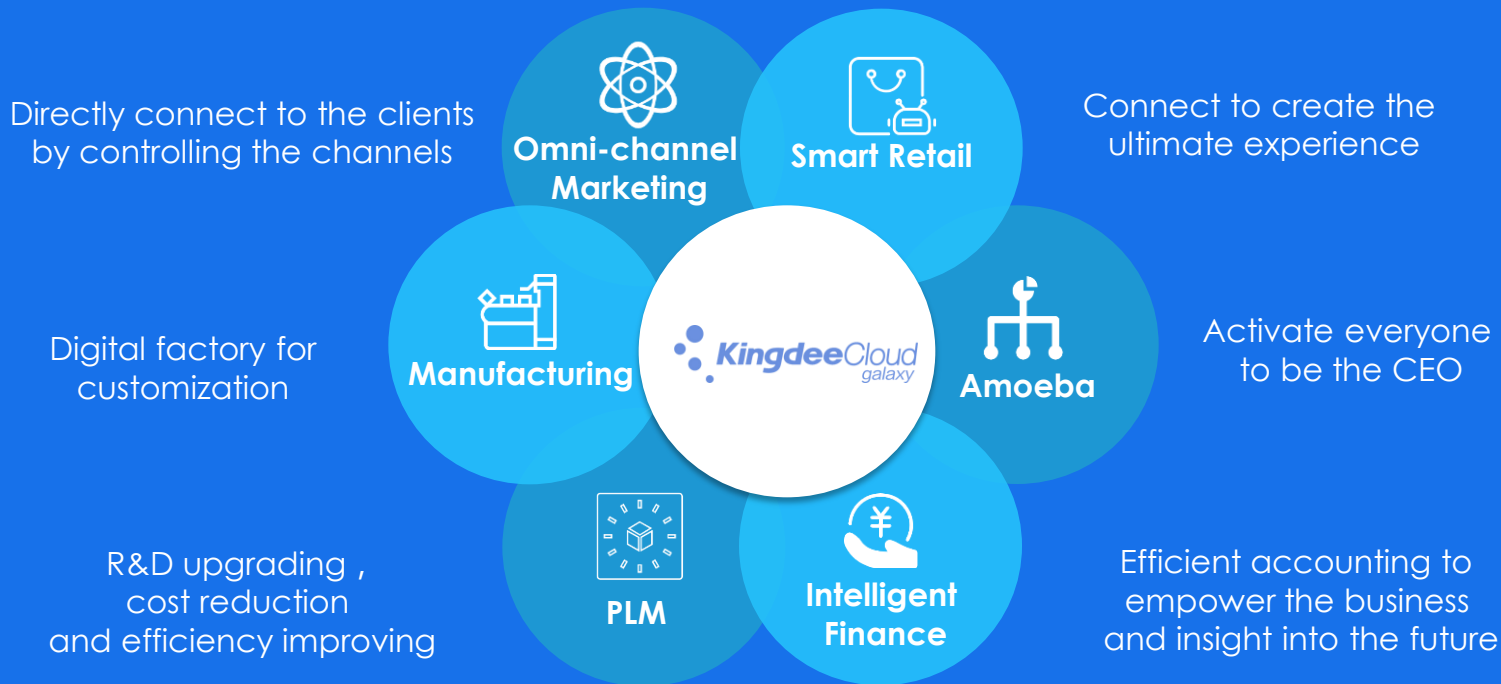 Directly connect to the clients
by controlling the channels
Omni-channel
Marketing
Smart Retail
Connect to create the
ultimate experience
Digital factory for
customization
Manufacturing
KingdeeCloud
galaxy
Amoeba
Activate everyone
to be the CEO
R&D upgrading ,
cost reduction
and efficiency improving
PLM
¥
Intelligent
Finance
Efficient accounting to
empower the business
and insight into the future